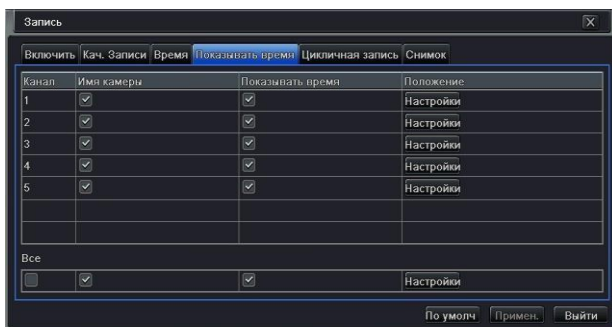 Запись
Включить Кач. Записи Время Показывать время Цикличная запись Снимок
Канал Имя камеры Показывать время Положение
1 Настройки
2 Настройки
3 Настройки
4 Настройки
5 Настройки
Все
Настройки
По умолч Примен. Выйти